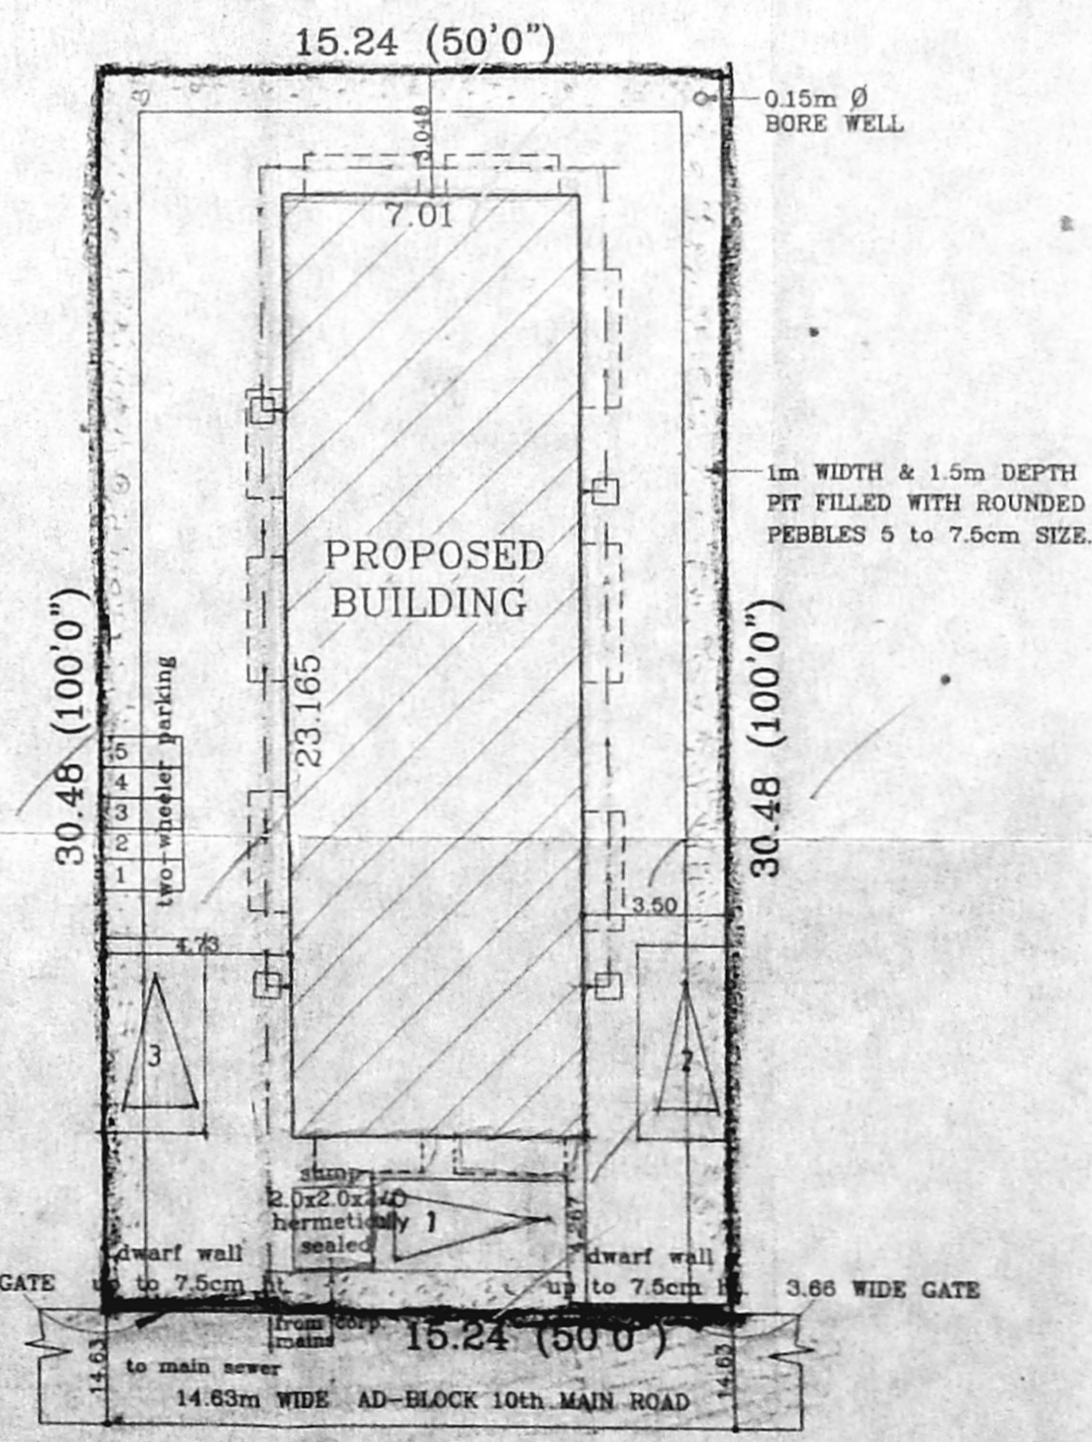 15.24 (50'0")
0.15m Ø
BORE WELL
3.048
7.01
1m WIDTH & 1.5m DEPTH
PIT FILLED WITH ROUNDED
PEBBLES 5 to 7.5cm SIZE.
PROPOSED
BUILDING
30.48 (100'0")
23.165
30.48 (100'0")
two-wheeler parking
5
4
3
2
1
3.50
4.73
3
2
sump
2.0x2.0x2.0
hermetically
sealed
1
4.267
dwarf wall
up to 7.5cm ht.
dwarf wall
up to 7.5cm ht.
GATE
3.66 WIDE GATE
from corp.
mains
15.24 (50'0")
14.63
14.63
to main sewer
14.63m WIDE AD-BLOCK 10th MAIN ROAD